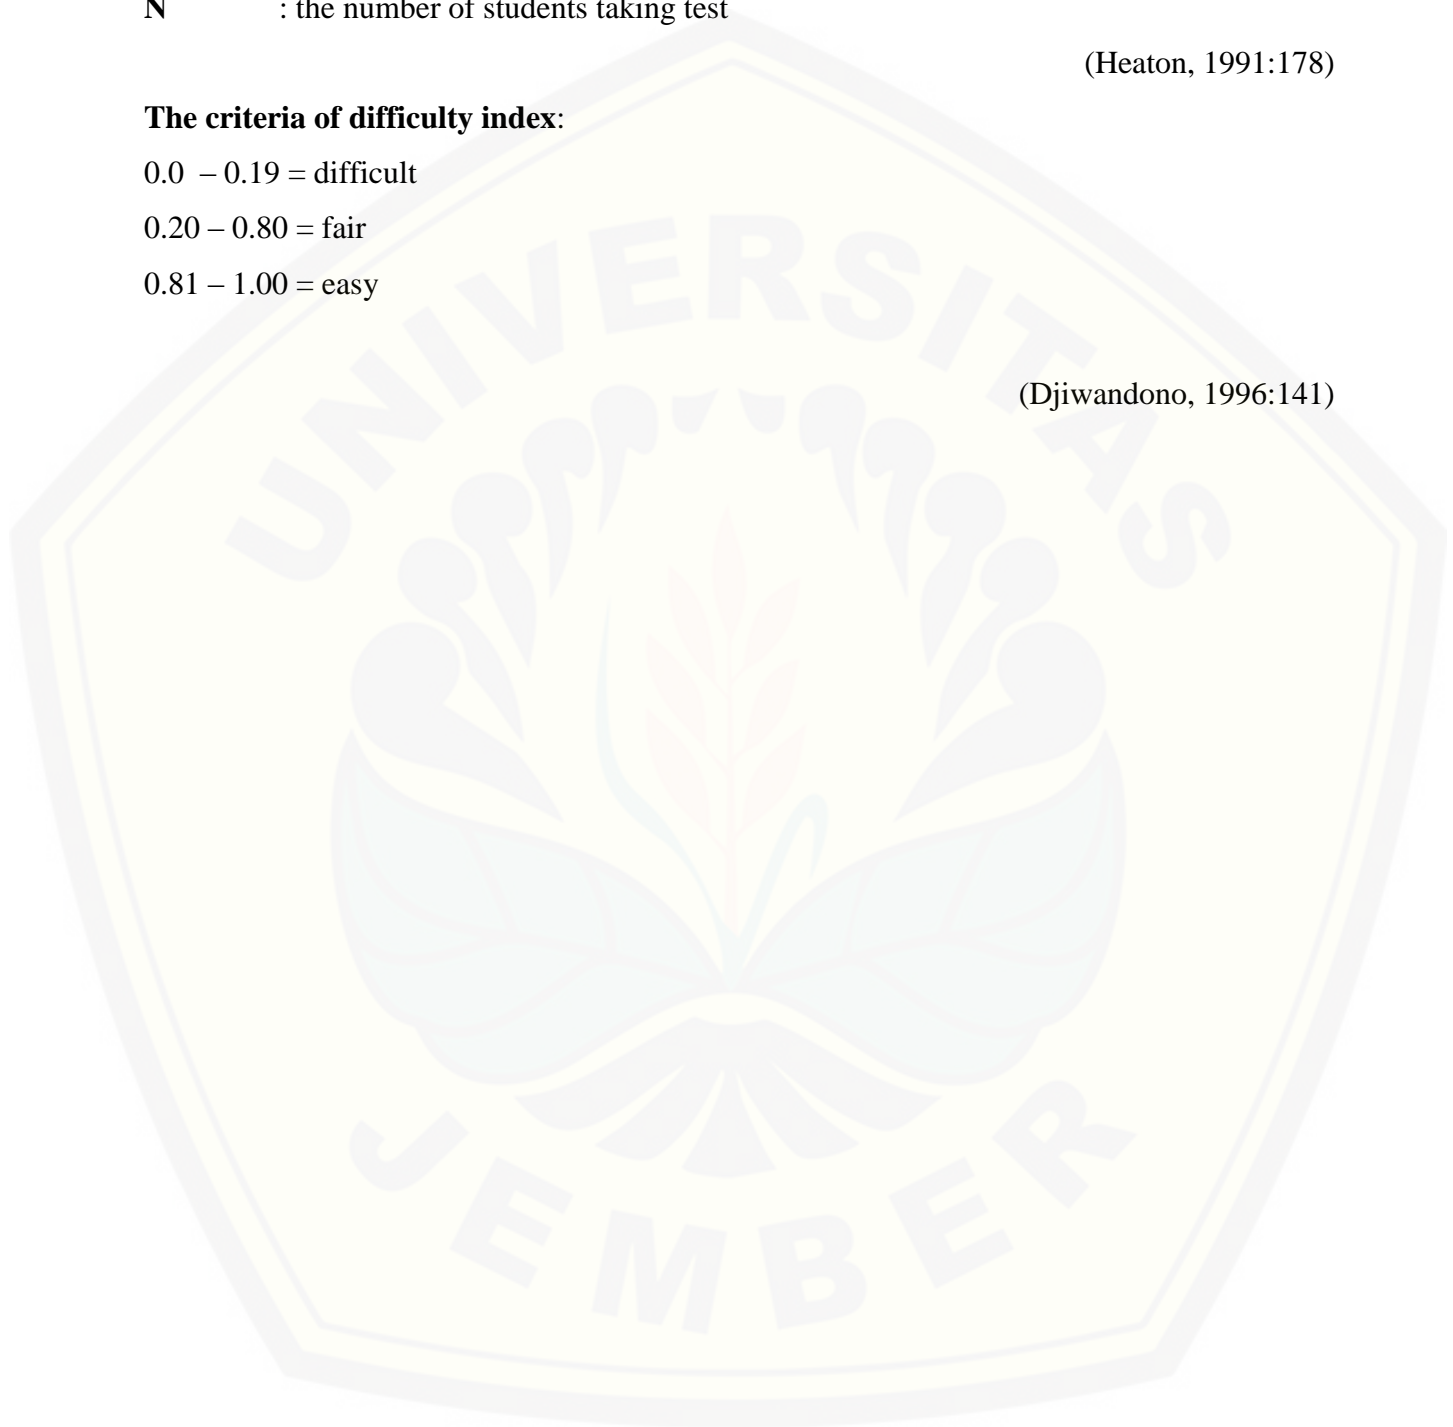 N : the number of students taking test
(Heaton, 1991:178)
The criteria of difficulty index:
0.0 – 0.19 = difficult
0.20 – 0.80 = fair
0.81 – 1.00 = easy
(Djiwandono, 1996:141)
UNIVERSITAS
JEMBER